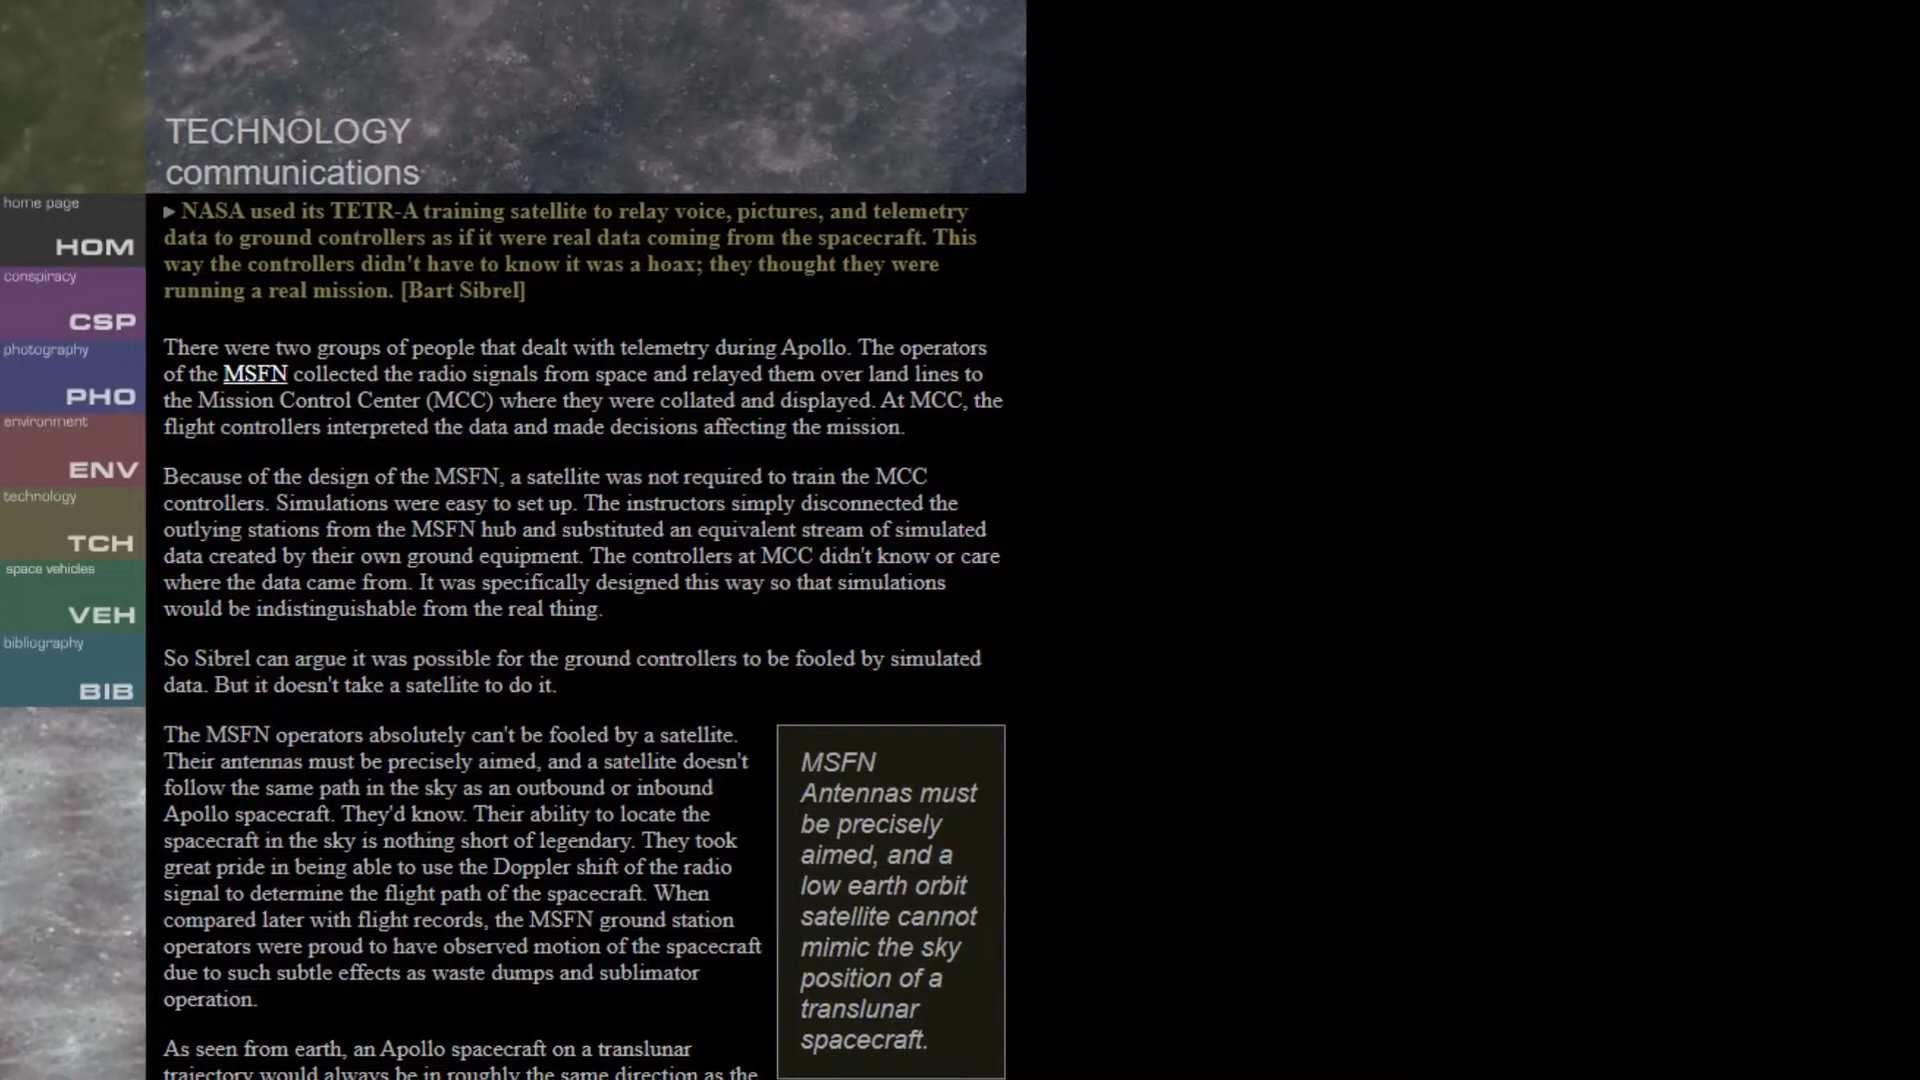 TECHNOLOGY
communications
home page
HOM
conspiracy
CSP
photography
PHO
environment
ENV
technology
TCH
space vehicles
VEH
bibliography
BIB
▸ NASA used its TETR-A training satellite to relay voice, pictures, and telemetry
data to ground controllers as if it were real data coming from the spacecraft. This
way the controllers didn't have to know it was a hoax; they thought they were
running a real mission. [Bart Sibrel]
There were two groups of people that dealt with telemetry during Apollo. The operators
of the MSFN collected the radio signals from space and relayed them over land lines to
the Mission Control Center (MCC) where they were collated and displayed. At MCC, the
flight controllers interpreted the data and made decisions affecting the mission.
Because of the design of the MSFN, a satellite was not required to train the MCC
controllers. Simulations were easy to set up. The instructors simply disconnected the
outlying stations from the MSFN hub and substituted an equivalent stream of simulated
data created by their own ground equipment. The controllers at MCC didn't know or care
where the data came from. It was specifically designed this way so that simulations
would be indistinguishable from the real thing.
So Sibrel can argue it was possible for the ground controllers to be fooled by simulated
data. But it doesn't take a satellite to do it.
The MSFN operators absolutely can't be fooled by a satellite.
Their antennas must be precisely aimed, and a satellite doesn't
follow the same path in the sky as an outbound or inbound
Apollo spacecraft. They'd know. Their ability to locate the
spacecraft in the sky is nothing short of legendary. They took
great pride in being able to use the Doppler shift of the radio
signal to determine the flight path of the spacecraft. When
compared later with flight records, the MSFN ground station
operators were proud to have observed motion of the spacecraft
due to such subtle effects as waste dumps and sublimator
operation.
As seen from earth, an Apollo spacecraft on a translunar
trajectory would always be in roughly the same direction as the
MSFN
Antennas must
be precisely
aimed, and a
low earth orbit
satellite cannot
mimic the sky
position of a
translunar
spacecraft.